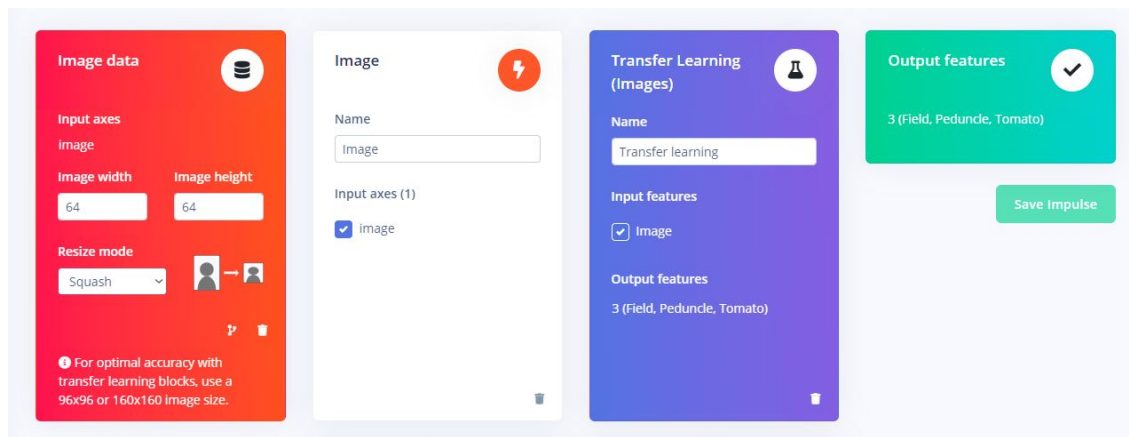 Image data
Input axes
image
Image width Image height
64 64
Resize mode
Squash
For optimal accuracy with
transfer learning blocks, use a
96x96 or 160x160 image size.
Image
Name
Image
Input axes (1)
image
Transfer Learning
(Images)
Name
Transfer learning
Input features
Image
Output features
3 (Field, Peduncle, Tomato)
Output features
3 (Field, Peduncle, Tomato)
Save Impulse